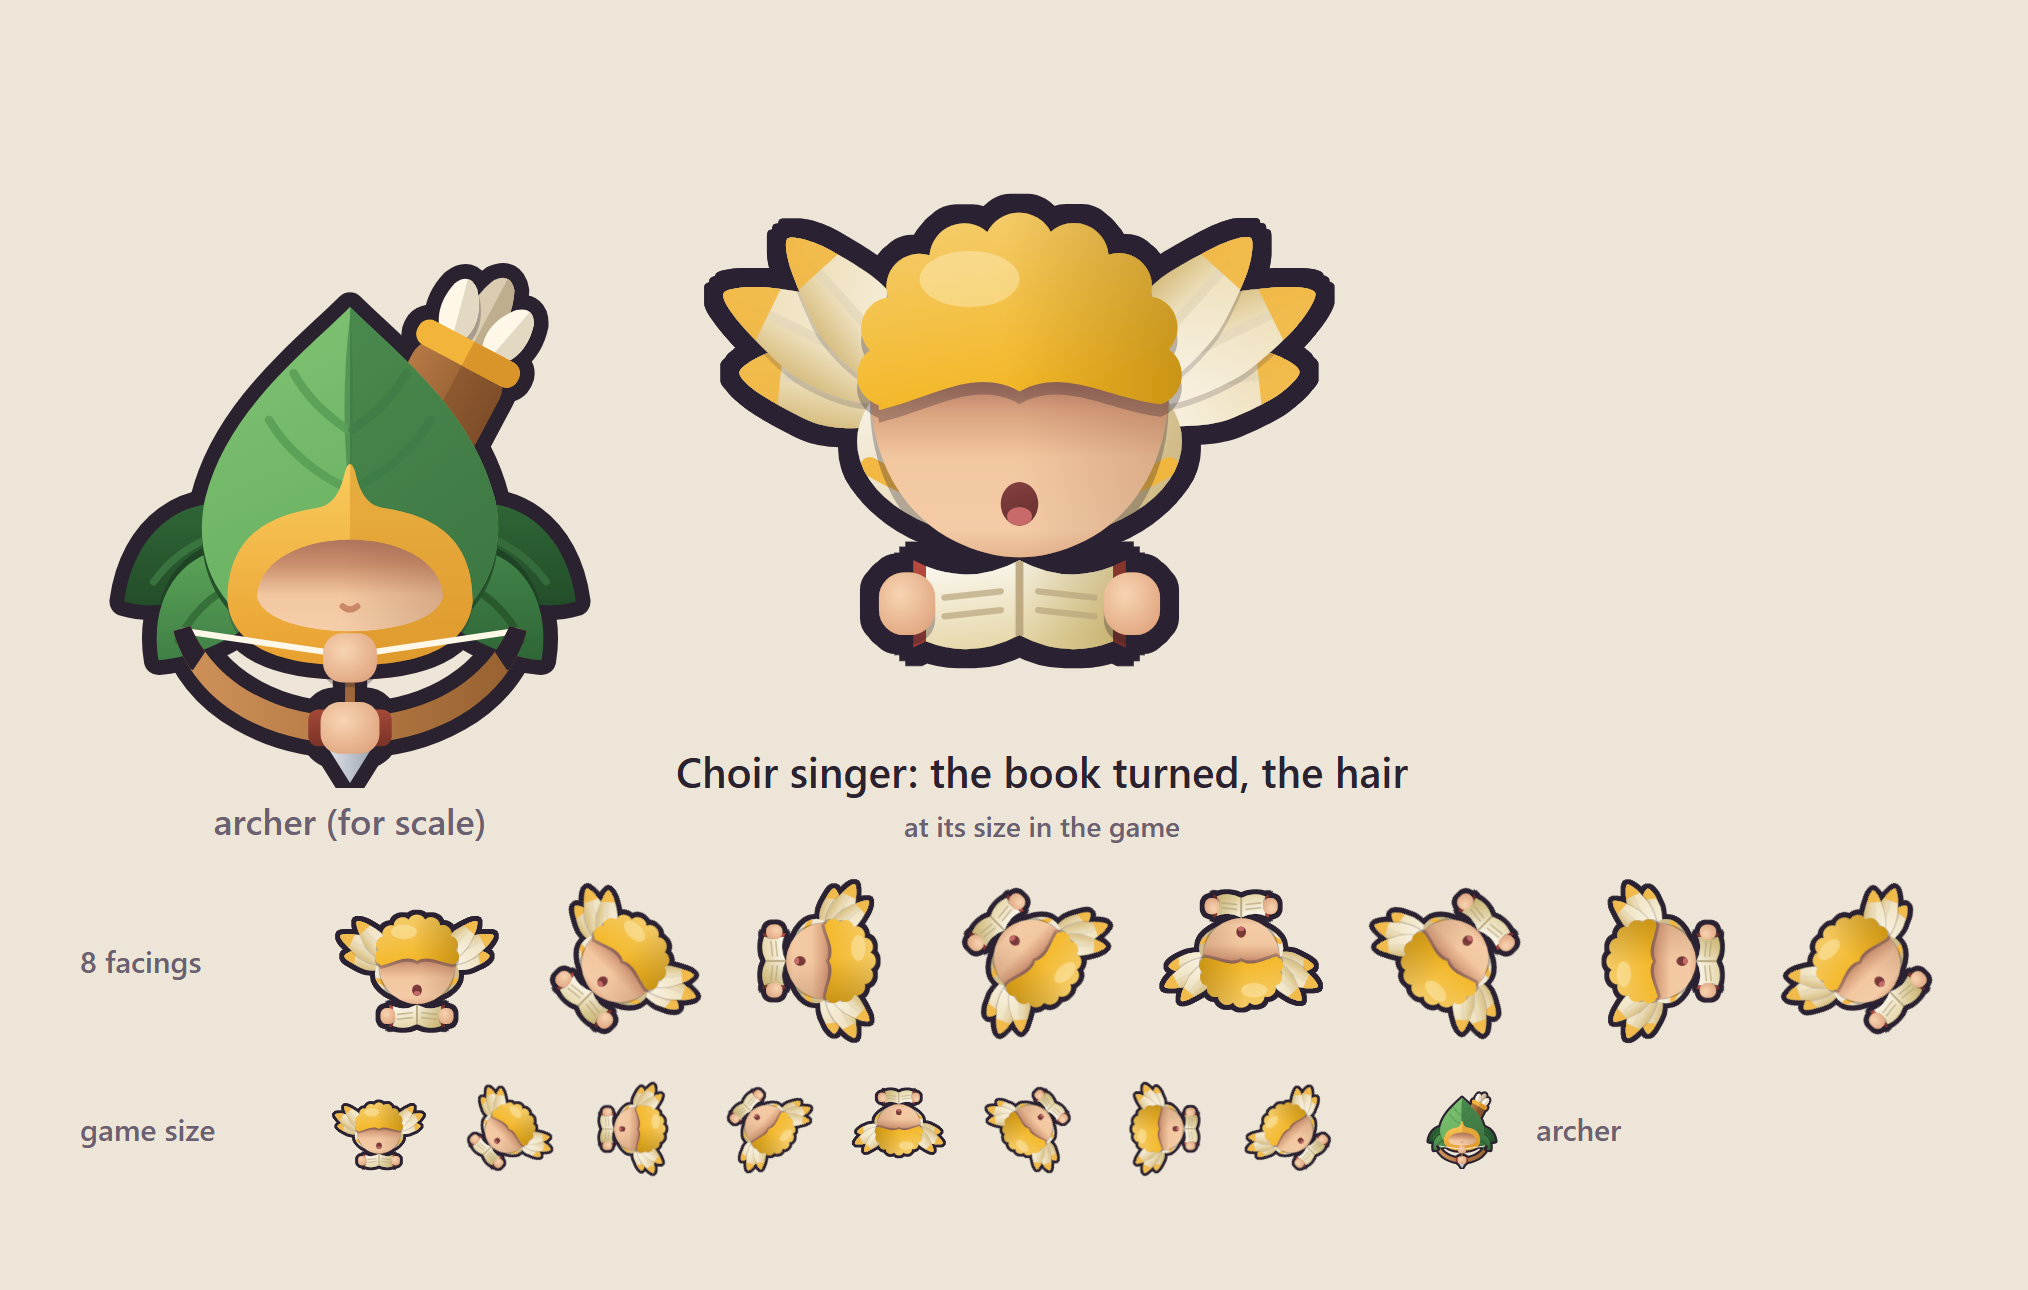 Choir singer: the book turned, the hair
archer (for scale)
at its size in the game
8 facings
game size
archer